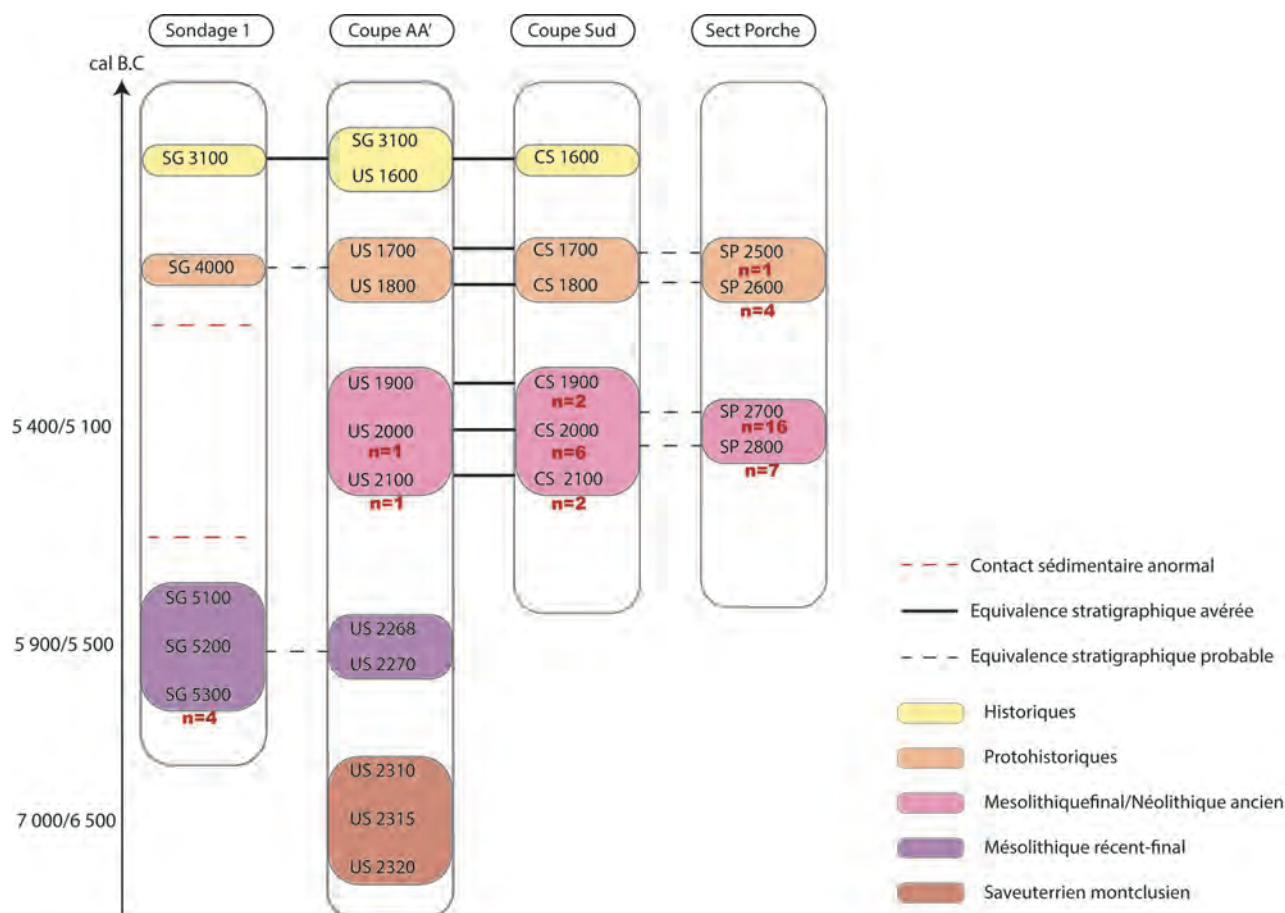 Sondage 1
Coupe AA'
Coupe Sud
Sect Porche
cal B.C
SG 3100
SG 3100
US 1600
CS 1600
SG 4000
US 1700
US 1800
CS 1700
CS 1800
SP 2500
n=1
SP 2600
n=4
5 400/5 100
US 1900
US 2000
n=1
US 2100
n=1
CS 1900
n=2
CS 2000
n=6
CS 2100
n=2
SP 2700
n=16
SP 2800
n=7
5 900/5 500
SG 5100
SG 5200
SG 5300
n=4
US 2268
US 2270
7 000/6 500
US 2310
US 2315
US 2320
Contact sédimentaire anormal
Equivalence stratigraphique avérée
Equivalence stratigraphique probable
Historiques
Protohistoriques
Mesolithiquefinal/Néolithique ancien
Mésolithique récent-final
Saveuterrien montclusien